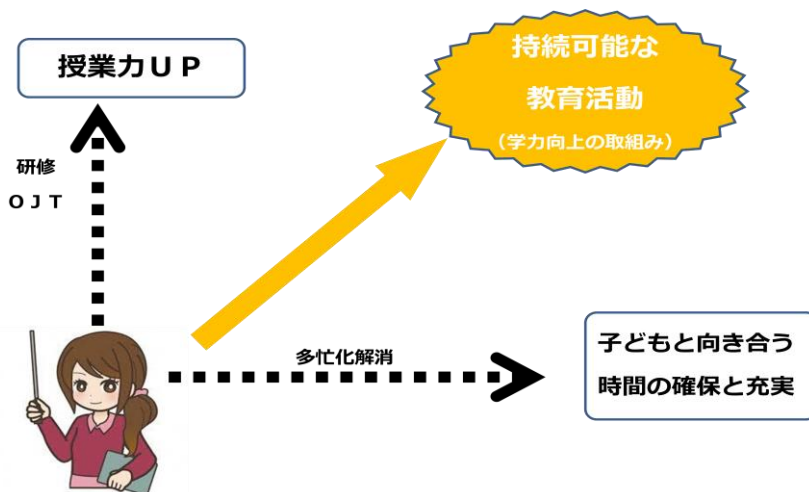 授業力ＵＰ
持続可能な
教育活動
（学力向上の取組み）
研修
ＯＪＴ
多忙化解消
子どもと向き合う
時間の確保と充実